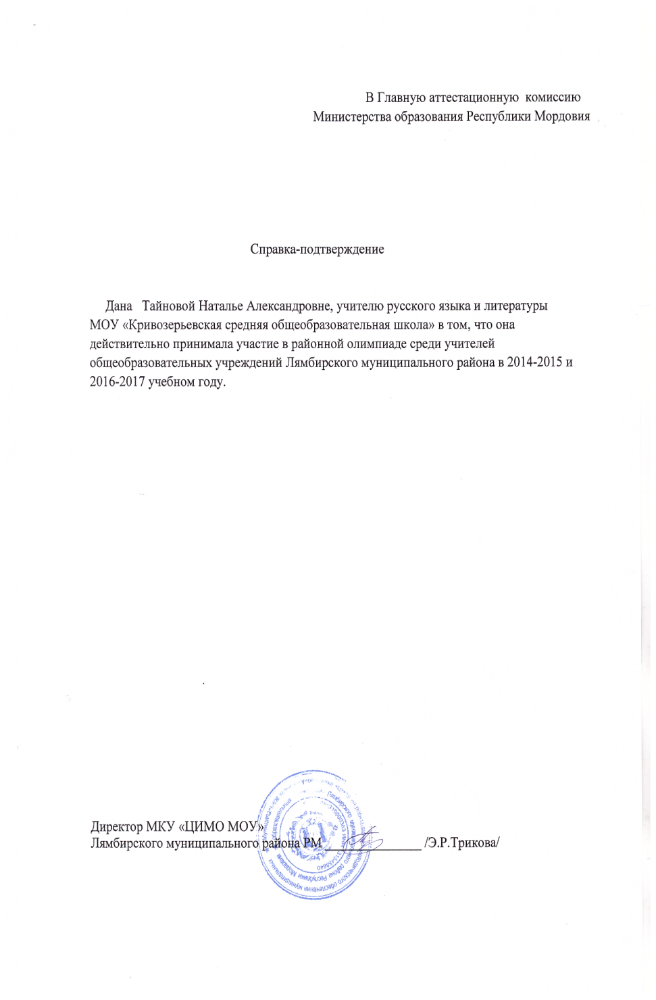 В Главную аттестационную комиссию
Министерства образования Республики Мордовия
Справка-подтверждение
Дана Тайновой Наталье Александровне, учителю русского языка и литературы
МОУ «Кривозерьевская средняя общеобразовательная школа» в том, что она
действительно принимала участие в районной олимпиаде среди учителей
общеобразовательных учреждений Лямбирского муниципального района в 2014-2015 и
2016-2017 учебном году.
Директор МКУ «ЦИМО МОУ»
Лямбирского муниципального района РМ ______________ /Э.Р.Трикова/